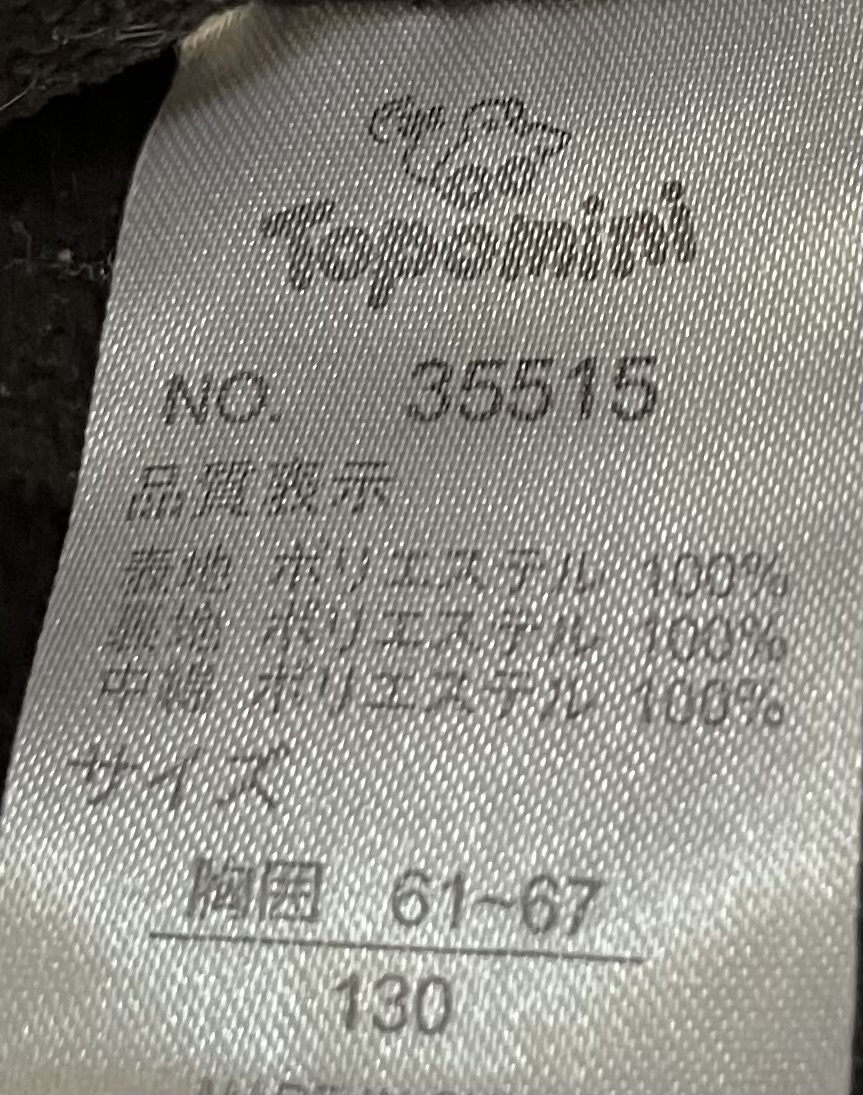 Topomini
NO. 35515
品質表示
表地 ポリエステル 100%
裏地 ポリエステル 100%
中綿 ポリエステル 100%
サイズ
胸囲 61~67
130